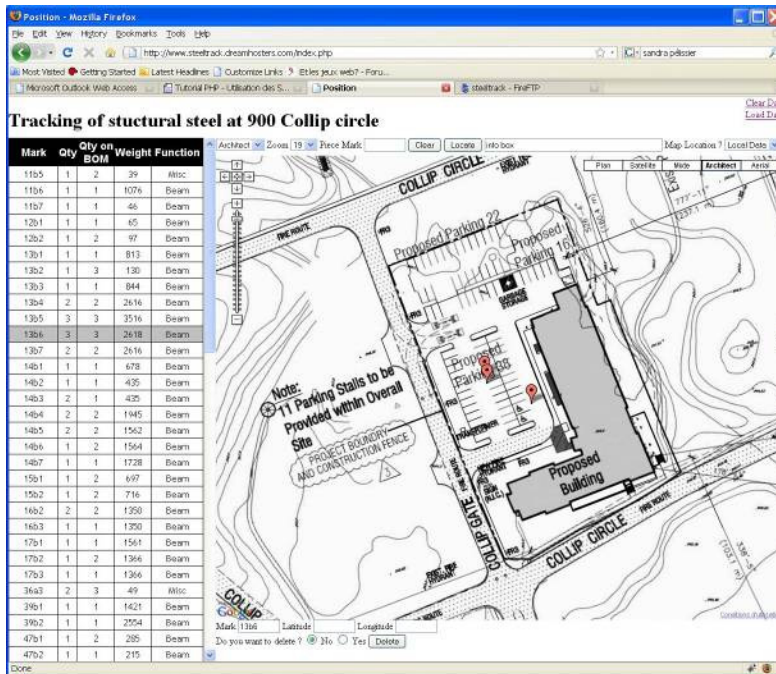 Position - Mozilla Firefox
File Edit View History Bookmarks Tools Help
http://www.steeltrack.dreamhosters.com/index.php
sandra pélissier
Most Visited Getting Started Latest Headlines Customize Links Et les jeux web? - Foru...
Microsoft Outlook Web Access Tutorial PHP - Utilisation des S... Position steeltrack - FireFTP
Clear Da
Load Da
Tracking of stuctural steel at 900 Collip circle
Architect Zoom 19 Piece Mark Clear Locate info box Map Location ? Local Date
Mark Qty Qty on BOM Weight Function
11b5 1 2 39 Misc
11b6 1 1 1076 Beam
11b7 1 1 46 Beam
12b1 1 1 65 Beam
12b2 1 2 97 Beam
13b1 1 1 813 Beam
13b2 1 3 130 Beam
13b3 1 1 844 Beam
13b4 2 2 2616 Beam
13b5 3 3 3516 Beam
13b6 3 3 2618 Beam
13b7 2 2 2616 Beam
14b1 1 1 678 Beam
14b2 1 1 435 Beam
14b3 2 1 435 Beam
14b4 2 2 1945 Beam
14b5 2 2 1562 Beam
14b6 1 2 1564 Beam
14b7 1 1 1728 Beam
15b1 1 2 697 Beam
15b2 1 2 716 Beam
16b2 2 2 1350 Beam
16b3 1 1 1350 Beam
17b1 1 1 1561 Beam
17b2 1 2 1366 Beam
17b3 1 1 1366 Beam
36a3 2 3 49 Misc
39b1 1 1 1421 Beam
39b2 1 1 2554 Beam
47b1 1 2 285 Beam
47b2 1 1 215 Beam
Plan Satellite Mixte Architect Aerial
COLLIP CIRCLE
FIRE ROUTE
Proposed Parking 22
Proposed
Parking 16
GARBAGE
STORAGE
Proposed
Parking 38
Note:
11 Parking Stalls to be
Provided within Overall
Site
PROJECT BOUNDRY
AND CONSTRUCTION FENCE
3
TRANSFORMER
FIRE ROUTE
COLLIP GATE
Proposed
Building
COLLIP CIRCLE
FIRE ROUTE
COLLIP
Mark 13b6 Latitude Longitude
Do you want to delete ? No Yes Delete
Done